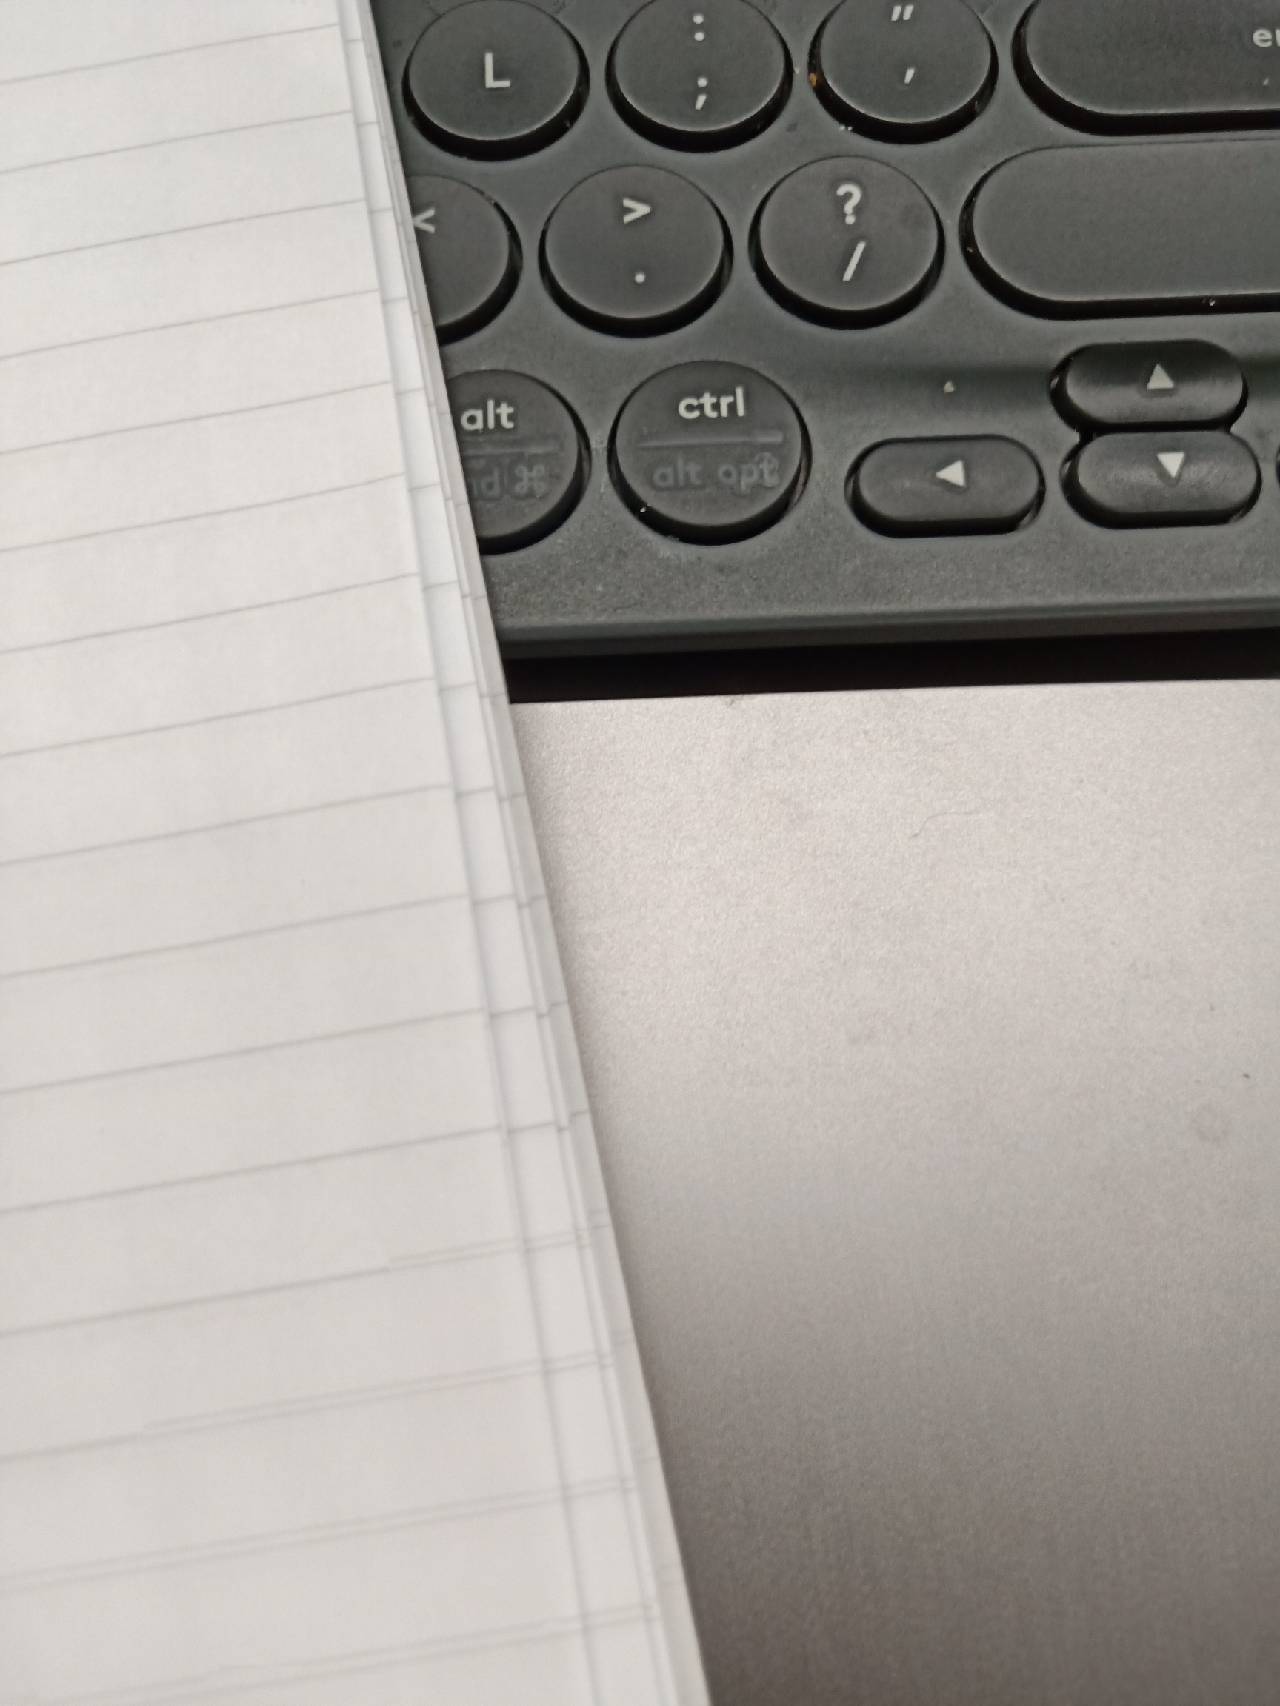 L : ; " ,
< > . ? /
alt ctrl
⌘ alt opt